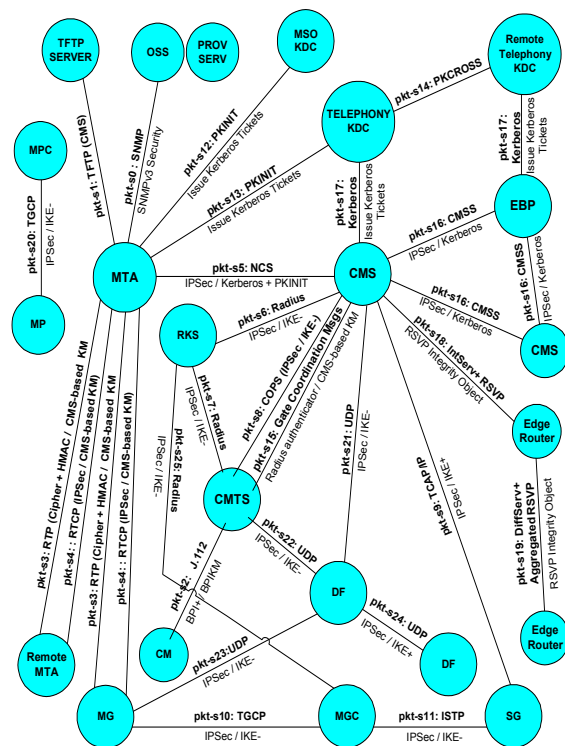 TFTP
SERVER
OSS
PROV
SERV
MSO
KDC
Remote
Telephony
KDC
pkt-s14: PKCROSS
TELEPHONY
KDC
MPC
pkt-s1: TFTP (CMS)
pkt-s0: SNMP
SNMPv3 Security
pkt-s12: PKINIT
Issue Kerberos Tickets
pkt-s13: PKINIT
Issue Kerberos Tickets
pkt-s17:
Kerberos
Issue Kerberos
Tickets
pkt-s17:
Kerberos
Issue Kerberos
Tickets
EBP
pkt-s20: TGCP
IPSec / IKE-
pkt-s16: CMSS
IPSec / Kerberos
pkt-s16: CMSS
IPSec / Kerberos
MTA
pkt-s5: NCS
IPSec / Kerberos + PKINIT
CMS
pkt-s16: CMSS
IPSec / Kerberos
CMS
MP
RKS
pkt-s6: Radius
IPSec / IKE-
pkt-s18: IntServ+ RSVP
RSVP Integrity Object
pkt-s7: Radius
IPSec / IKE-
pkt-s8: COPS (IPSec / IKE-)
pkt-s15: Gate Coordination Msgs
Radius authenticator / CMS-based KM
pkt-s21: UDP
IPSec / IKE-
pkt-s9: TCAP/IP
IPSec / IKE+
Edge
Router
pkt-s25: Radius
IPSec / IKE-
CMTS
pkt-s3: RTP (Cipher + HMAC / CMS-based KM
pkt-s4: : RTCP (IPSec / CMS-based KM)
pkt-s3: RTP (Cipher + HMAC / CMS-based KM
pkt-s4: : RTCP (IPSec / CMS-based KM)
pkt-s22: UDP
IPSec / IKE-
pkt-s19: DiffServ+
Aggregated RSVP
RSVP Integrity Object
pkt-s2: J.112
BPI+ / BPIKM
DF
pkt-s24: UDP
IPSec / IKE+
CM
DF
Edge
Router
Remote
MTA
pkt-s23:UDP
IPSec / IKE-
MG
pkt-s10: TGCP
IPSec / IKE-
MGC
pkt-s11: ISTP
IPSec / IKE-
SG